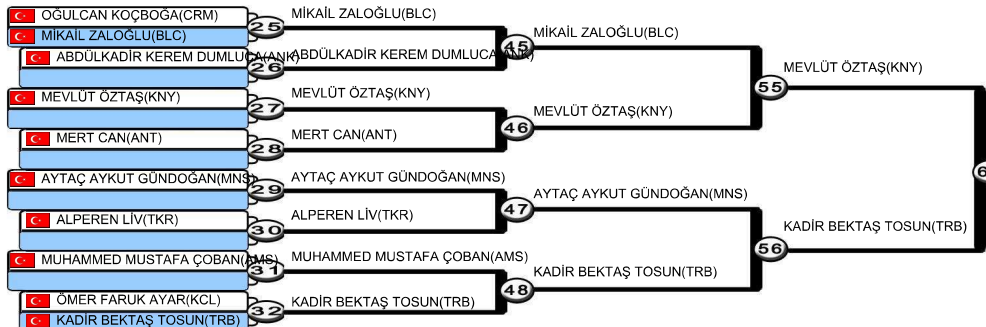 OĞULCAN KOÇBOĞA(CRM)
MİKAİL ZALOĞLU(BLC)
25
MİKAİL ZALOĞLU(BLC)
ABDÜLKADİR KEREM DUMLUCA(ANK)
26
ABDÜLKADİR KEREM DUMLUCA(ANK)
45
MİKAİL ZALOĞLU(BLC)
MEVLÜT ÖZTAŞ(KNY)
27
MEVLÜT ÖZTAŞ(KNY)
MERT CAN(ANT)
28
MERT CAN(ANT)
46
MEVLÜT ÖZTAŞ(KNY)
55
MEVLÜT ÖZTAŞ(KNY)
AYTAÇ AYKUT GÜNDOĞAN(MNS)
29
AYTAÇ AYKUT GÜNDOĞAN(MNS)
ALPEREN LİV(TKR)
30
ALPEREN LİV(TKR)
47
AYTAÇ AYKUT GÜNDOĞAN(MNS)
MUHAMMED MUSTAFA ÇOBAN(AMS)
31
MUHAMMED MUSTAFA ÇOBAN(AMS)
ÖMER FARUK AYAR(KCL)
KADİR BEKTAŞ TOSUN(TRB)
32
KADİR BEKTAŞ TOSUN(TRB)
48
KADİR BEKTAŞ TOSUN(TRB)
56
KADİR BEKTAŞ TOSUN(TRB)